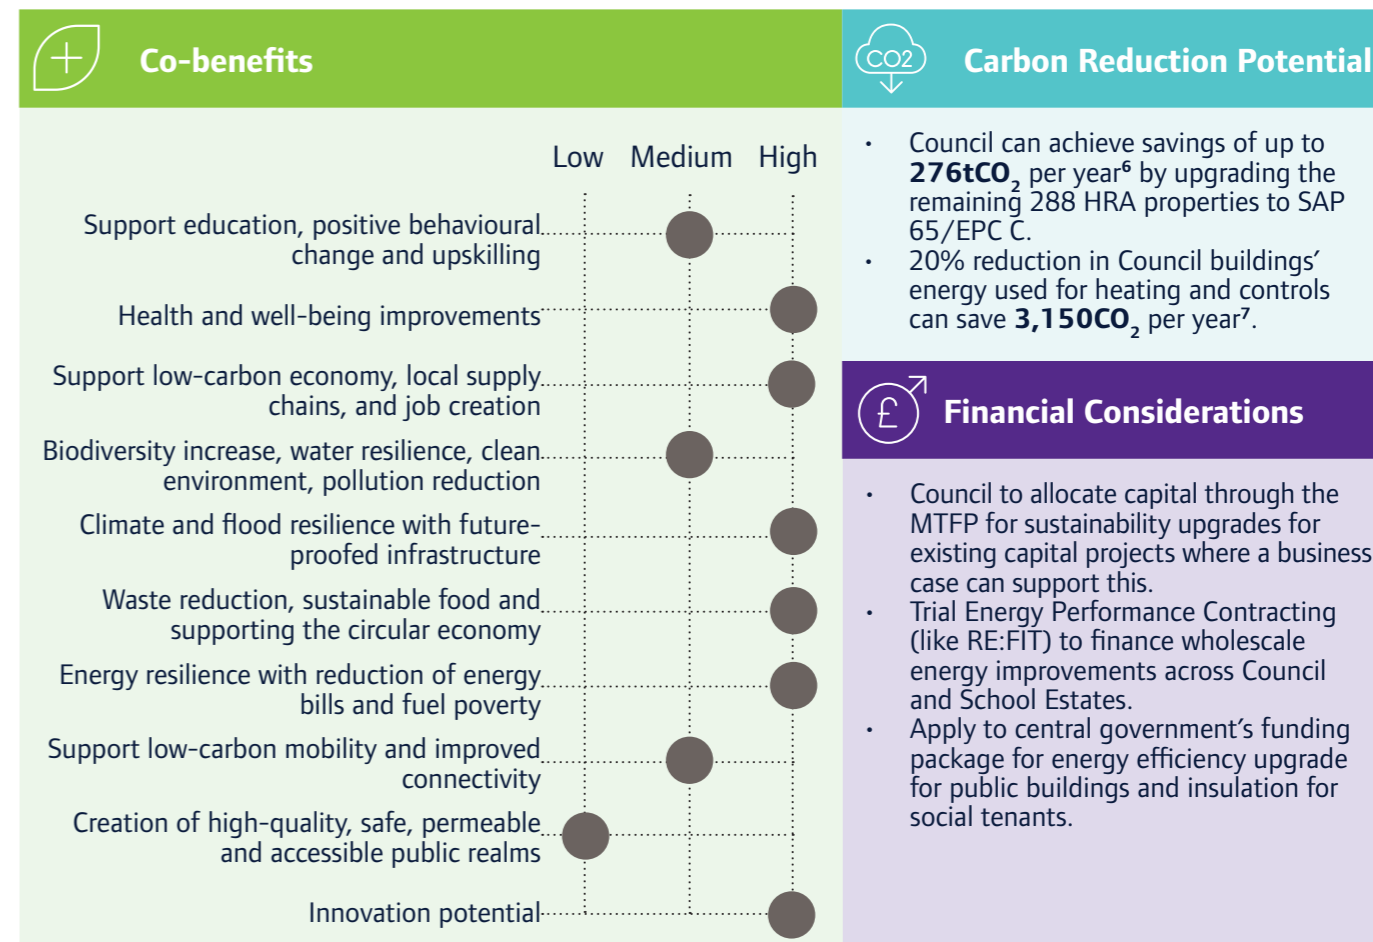 Co-benefits
Low Medium High
Support education, positive behavioural
change and upskilling
Health and well-being improvements
Support low-carbon economy, local supply
chains, and job creation
Biodiversity increase, water resilience, clean
environment, pollution reduction
Climate and flood resilience with future-
proofed infrastructure
Waste reduction, sustainable food and
supporting the circular economy
Energy resilience with reduction of energy
bills and fuel poverty
Support low-carbon mobility and improved
connectivity
Creation of high-quality, safe, permeable
and accessible public realms
Innovation potential
CO2
Carbon Reduction Potential
• Council can achieve savings of up to
276tCO₂ per year⁶ by upgrading the
remaining 288 HRA properties to SAP
65/EPC C.
• 20% reduction in Council buildings’
energy used for heating and controls
can save 3,150CO₂ per year⁷.
£
Financial Considerations
• Council to allocate capital through the
MTFP for sustainability upgrades for
existing capital projects where a business
case can support this.
• Trial Energy Performance Contracting
(like RE:FIT) to finance wholescale
energy improvements across Council
and School Estates.
• Apply to central government’s funding
package for energy efficiency upgrade
for public buildings and insulation for
social tenants.